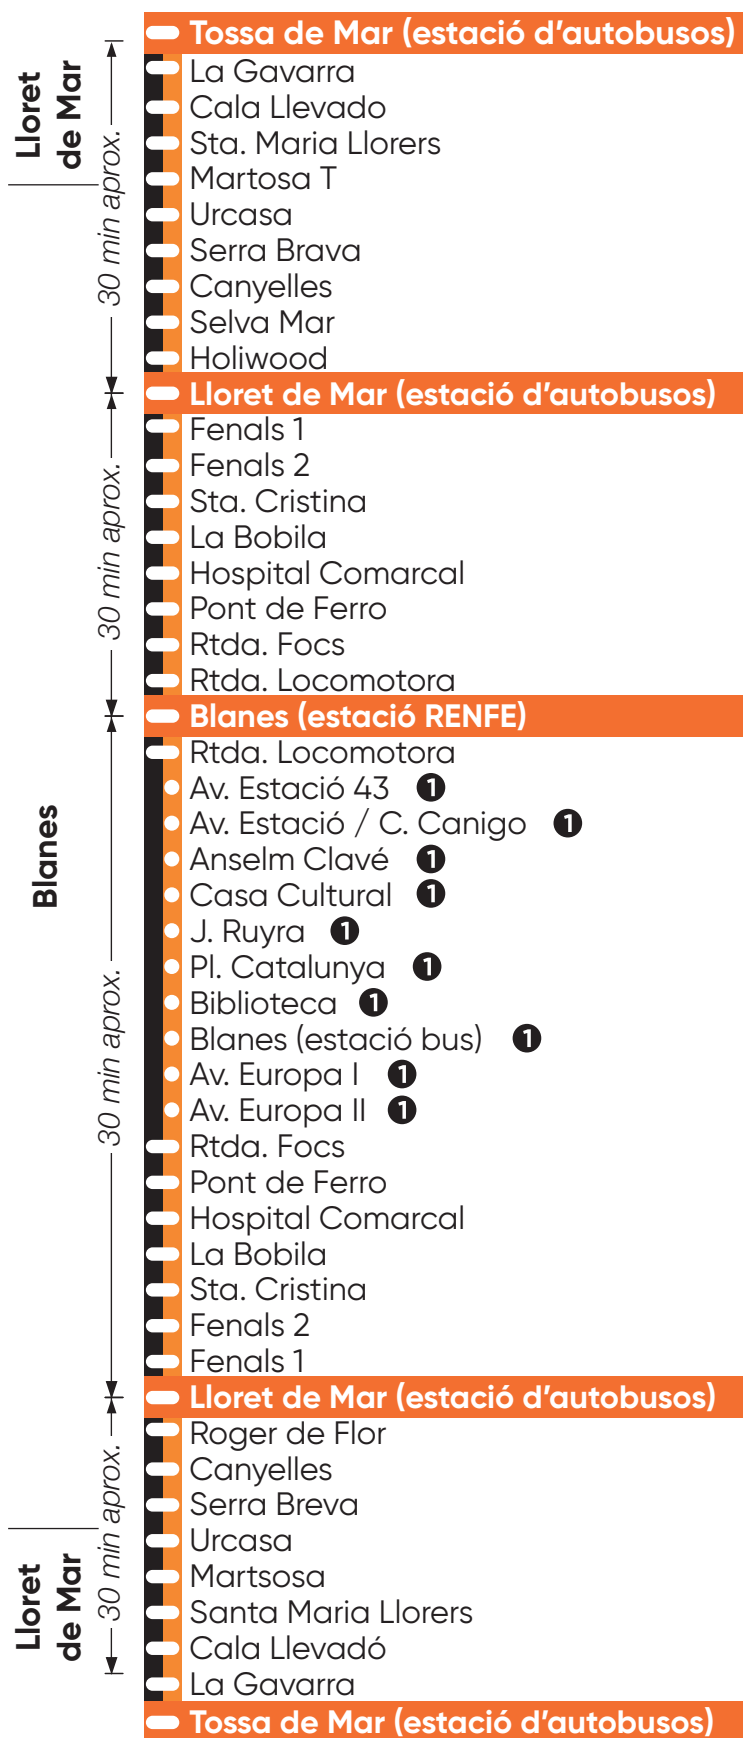 Tossa de Mar (estació d'autobusos)
La Gavarra
Cala Llevado
Sta. Maria Llorers
Martosa T
Urcasa
Serra Brava
Canyelles
Selva Mar
Holiwood
Lloret de Mar (estació d'autobusos)
Fenals 1
Fenals 2
Sta. Cristina
La Bobila
Hospital Comarcal
Pont de Ferro
Rtda. Focs
Rtda. Locomotora
Blanes (estació RENFE)
Rtda. Locomotora
Av. Estació 43 1
Av. Estació / C. Canigo 1
Anselm Clavé 1
Casa Cultural 1
J. Ruyra 1
Pl. Catalunya 1
Biblioteca 1
Blanes (estació bus) 1
Av. Europa I 1
Av. Europa II 1
Rtda. Focs
Pont de Ferro
Hospital Comarcal
La Bobila
Sta. Cristina
Fenals 2
Fenals 1
Lloret de Mar (estació d'autobusos)
Roger de Flor
Canyelles
Serra Breva
Urcasa
Martsosa
Santa Maria Llorers
Cala Llevadó
La Gavarra
Tossa de Mar (estació d'autobusos)
Lloret
de Mar
30 min aprox.
30 min aprox.
Blanes
30 min aprox.
30 min aprox.
Lloret
de Mar